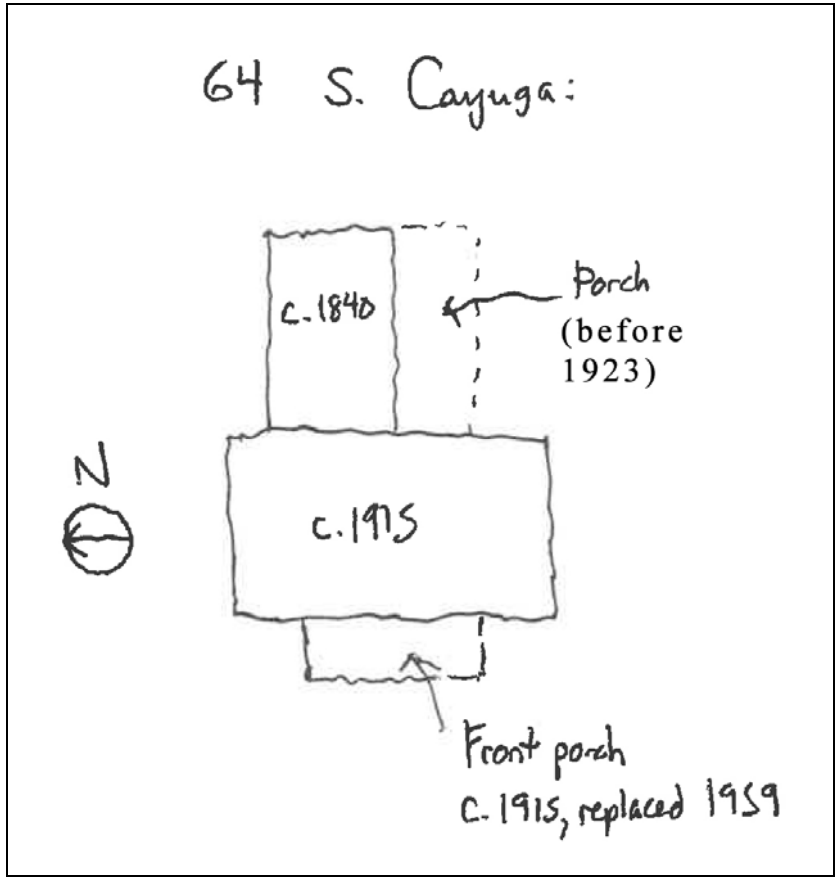 64 S. Cayuga:
c. 1840
Porch
(before
1923)
N
c. 1915
Front porch
c. 1915, replaced 1959